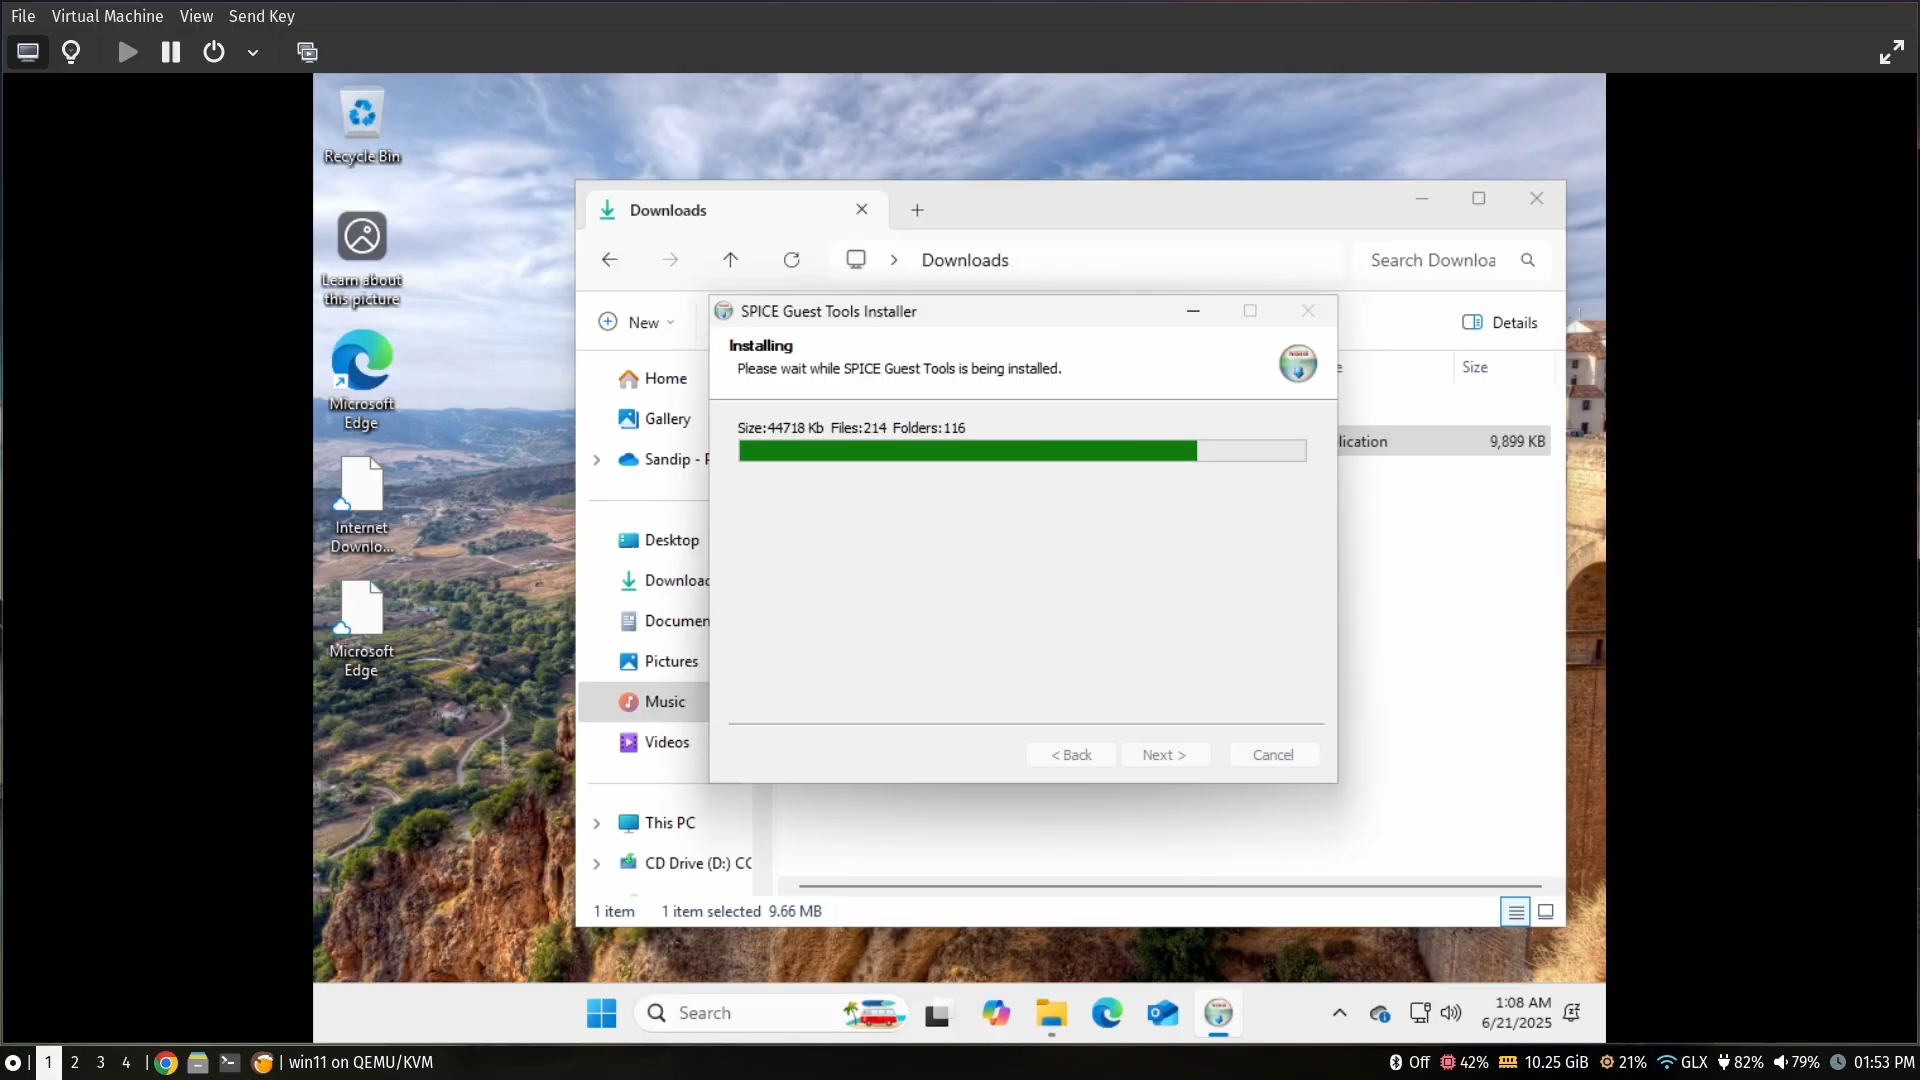 File Virtual Machine View Send Key
Recycle Bin
Learn about
this picture
Microsoft
Edge
Internet
Downlo...
Microsoft
Edge
Downloads
Downloads
Search Downloa
New
Details
Size
Home
Gallery
Sandip - P
Desktop
Download
Documen
Pictures
Music
Videos
This PC
CD Drive (D:) CC
lication 9,899 KB
SPICE Guest Tools Installer
Installing
Please wait while SPICE Guest Tools is being installed.
Size:44718 Kb Files:214 Folders:116
< Back Next > Cancel
1 item 1 item selected 9.66 MB
Search
1:08 AM
6/21/2025
1 2 3 4 win11 on QEMU/KVM
Off 42% 10.25 GiB 21% GLX 82% 79% 01:53 PM